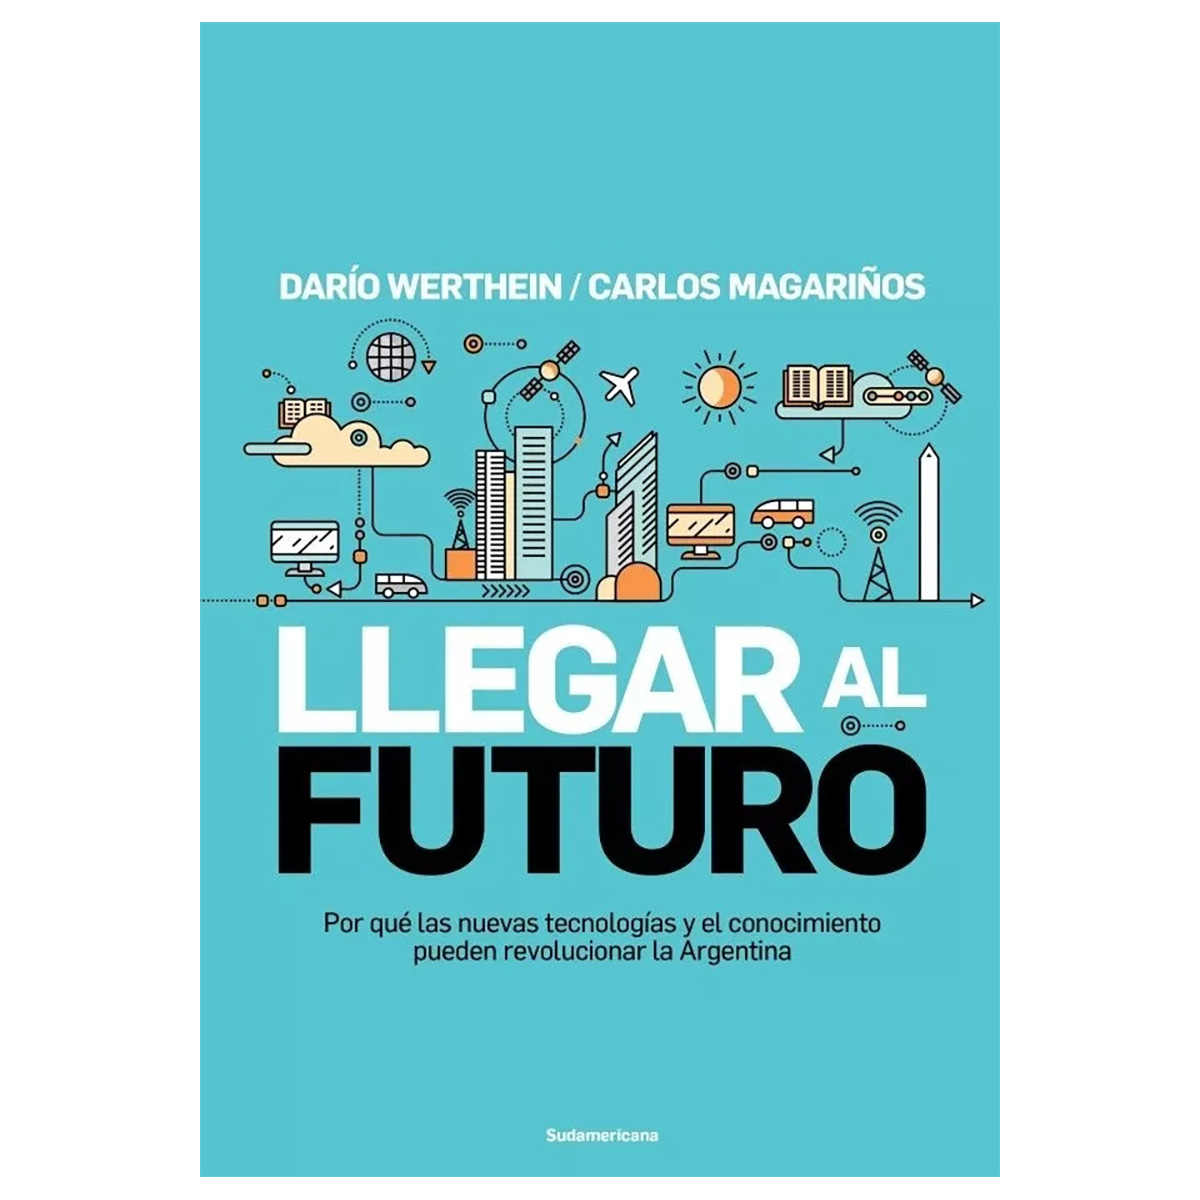 DARÍO WERTHEIN / CARLOS MAGARIÑOS
LLEGAR AL
FUTURO
Por qué las nuevas tecnologías y el conocimiento
pueden revolucionar la Argentina
Sudamericana